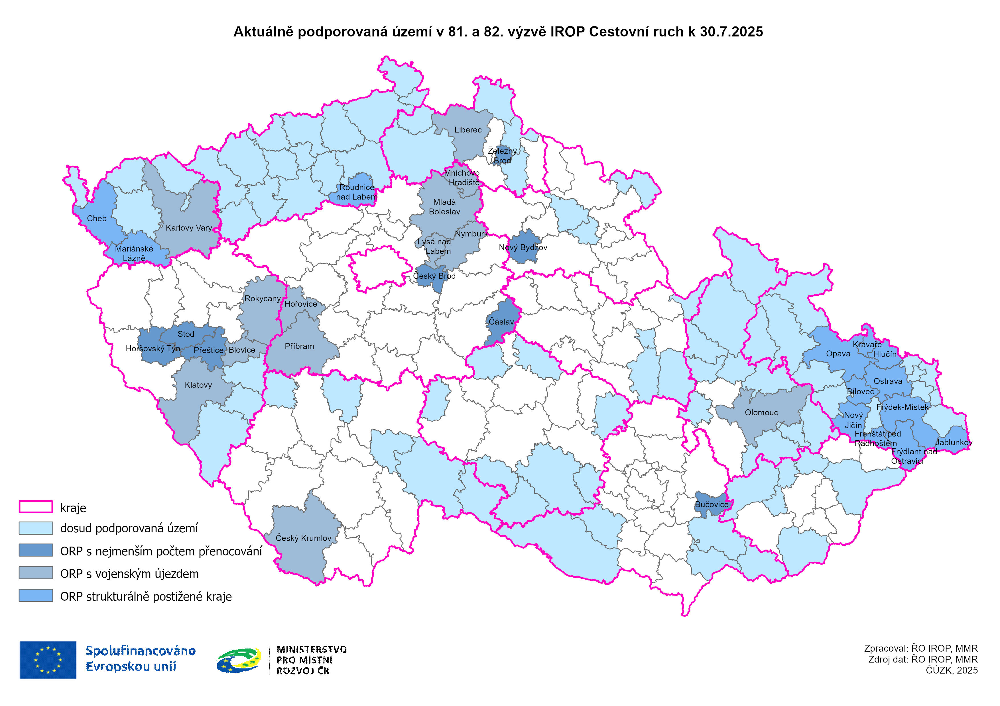 Aktuálně podporovaná území v 81. a 82. výzvě IROP Cestovní ruch k 30.7.2025
Liberec
Železný
Brod
Mnichovo
Hradiště
Roudnice
nad Labem
Mladá
Boleslav
Cheb
Karlovy Vary
Nymburk
Lysá nad
Labem
Mariánské
Lázně
Nový Bydžov
Český Brod
Rokycany
Hořovice
Čáslav
Stod
Horšovský Týn
Přeštice
Blovice
Příbram
Kravaře
Opava
Hlučín
Klatovy
Ostrava
Bílovec
Olomouc
Frýdek-Místek
Nový
Jičín
Frenštát pod
Radhoštěm
Jablunkov
Frýdlant nad
Ostravicí
Bučovice
Český Krumlov
kraje
dosud podporovaná území
ORP s nejmenším počtem přenocování
ORP s vojenským újezdem
ORP strukturálně postižené kraje
Spolufinancováno
Evropskou unií
MINISTERSTVO
PRO MÍSTNÍ
ROZVOJ ČR
Zpracoval: ŘO IROP, MMR
Zdroj dat: ŘO IROP, MMR
ČÚZK, 2025